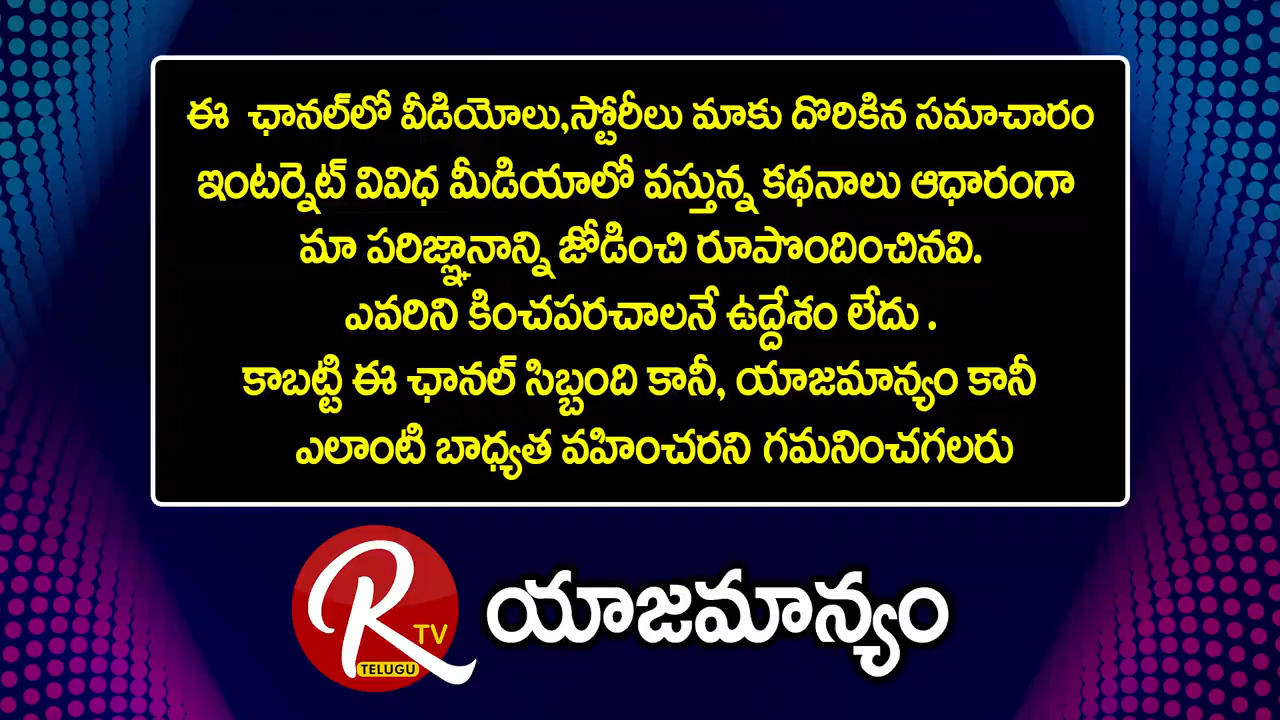 ఈ ఛానల్‌లో వీడియోలు,స్టోరీలు మాకు దొరికిన సమాచారం
ఇంటర్నెట్ వివిధ మీడియాలో వస్తున్న కథనాలు ఆధారంగా
మా పరిజ్ఞానాన్ని జోడించి రూపొందించినవి.
ఎవరిని కించపరచాలనే ఉద్దేశం లేదు .
కాబట్టి ఈ ఛానల్ సిబ్బంది కానీ, యాజమాన్యం కానీ
ఎలాంటి బాధ్యత వహించరని గమనించగలరు
R TV
TELUGU
యాజమాన్యం